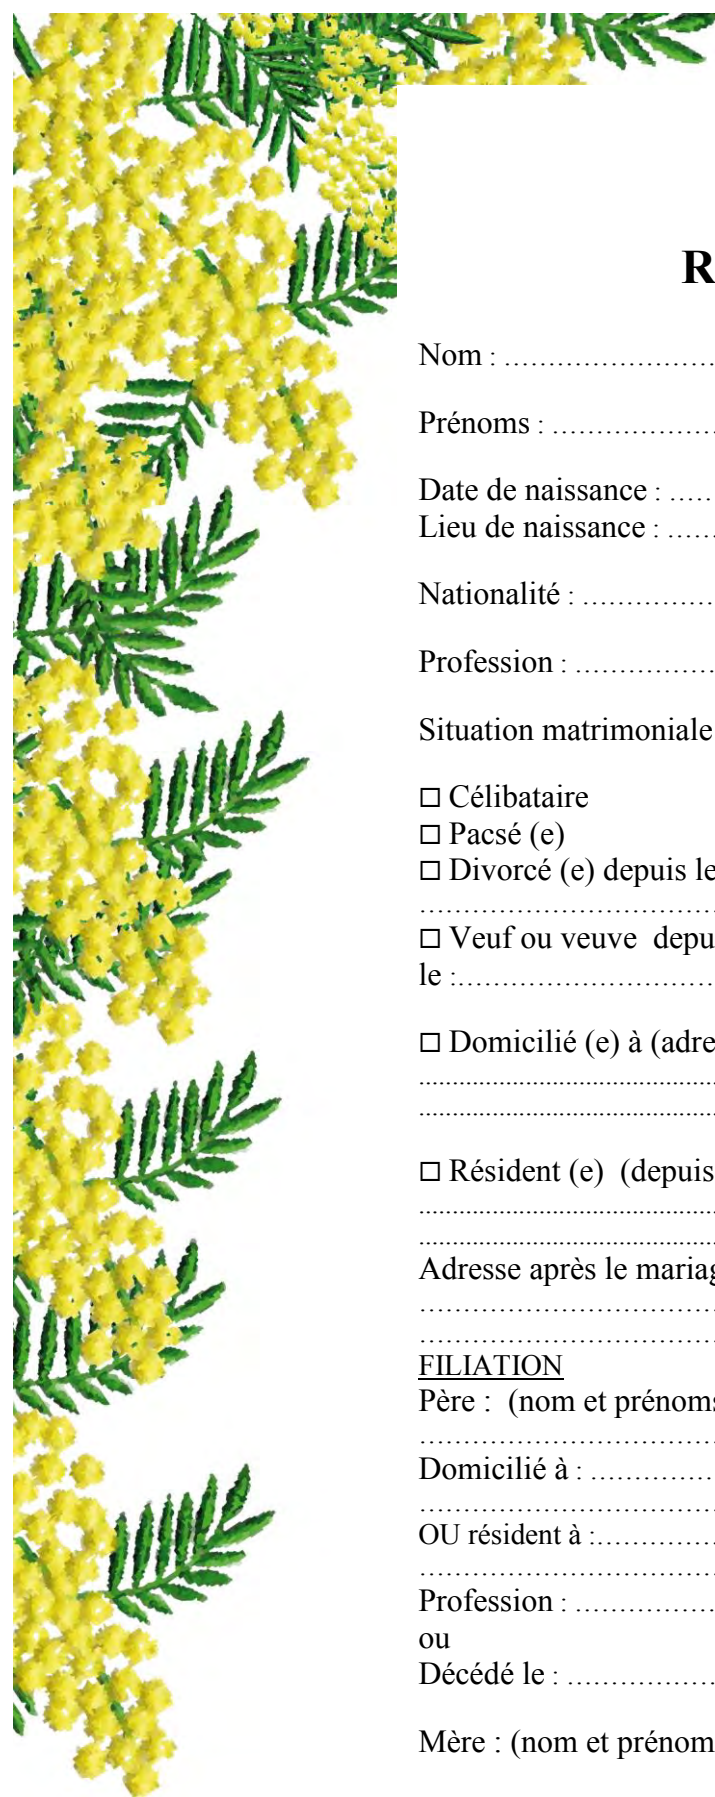 R
Nom : ........................
Prénoms : ...................
Date de naissance : .....
Lieu de naissance : ......
Nationalité : ...............
Profession : ................
Situation matrimoniale
□ Célibataire
□ Pacsé (e)
□ Divorcé (e) depuis le
..................................
□ Veuf ou veuve depu
le :.............................
□ Domicilié (e) à (adre
..................................
..................................
□ Résident (e) (depuis
..................................
..................................
Adresse après le maria
..................................
..................................
FILIATION
Père : (nom et prénoms
..................................
Domicilié à : ..............
..................................
OU résident à :.............
..................................
Profession : ................
ou
Décédé le : .................
Mère : (nom et prénom